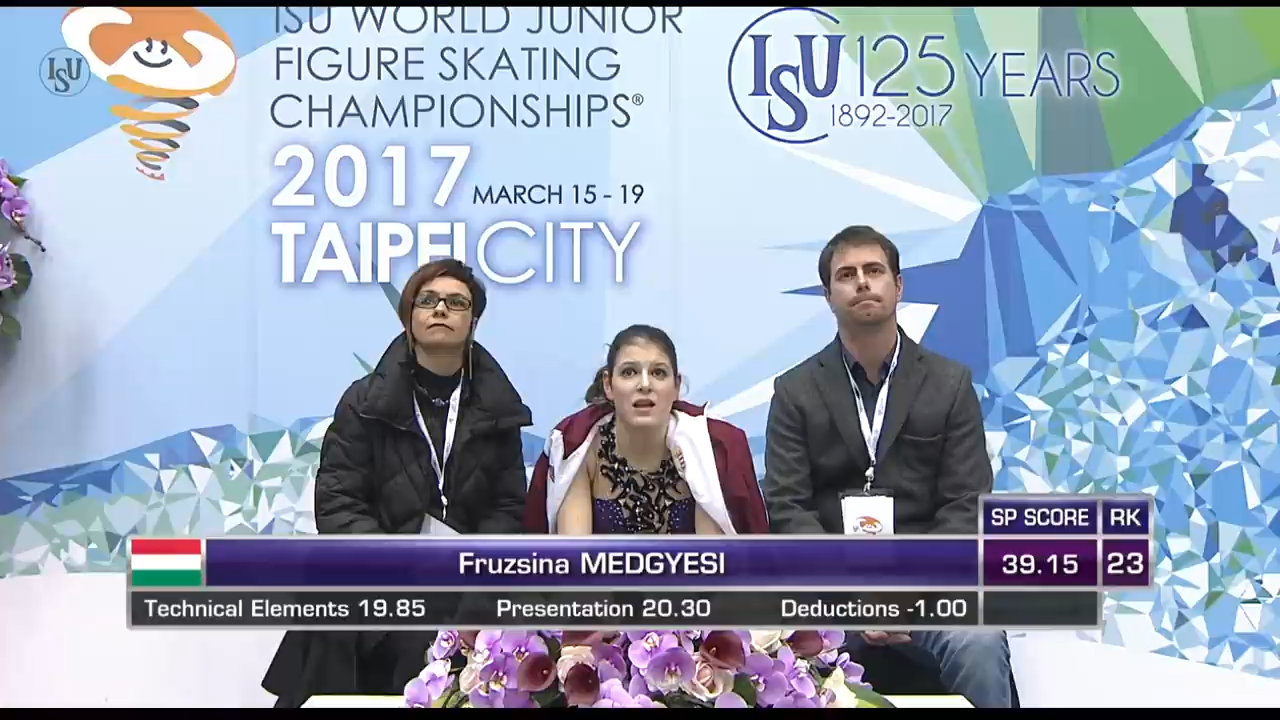 ISU WORLD JUNIOR
FIGURE SKATING
CHAMPIONSHIPS®
2017 MARCH 15 - 19
TAIPEI CITY
ISU
ISU 125 YEARS
1892-2017
SP SCORE RK
Fruzsina MEDGYESI 39.15 23
Technical Elements 19.85 Presentation 20.30 Deductions -1.00